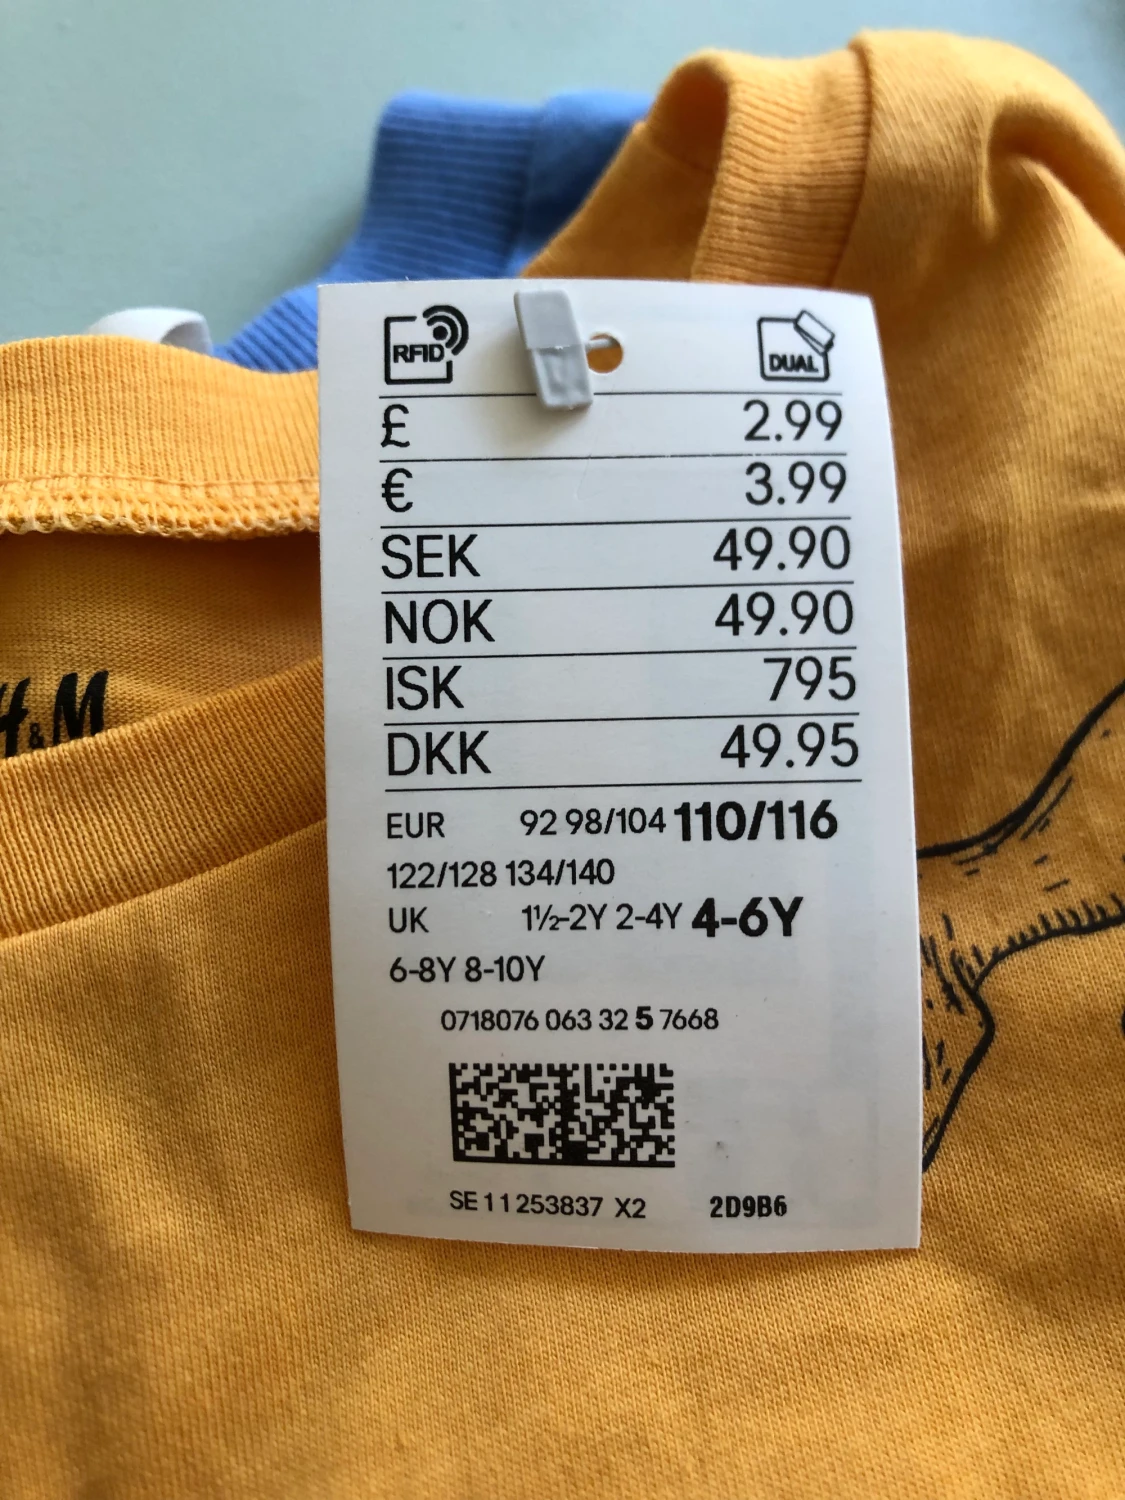 RFID
DUAL
£ 2.99
€ 3.99
SEK 49.90
NOK 49.90
ISK 795
DKK 49.95
EUR 92 98/104 110/116
122/128 134/140
UK 1½-2Y 2-4Y 4-6Y
6-8Y 8-10Y
0718076 063 32 5 7668
SE 11253837 X2 2D9B6
H&M